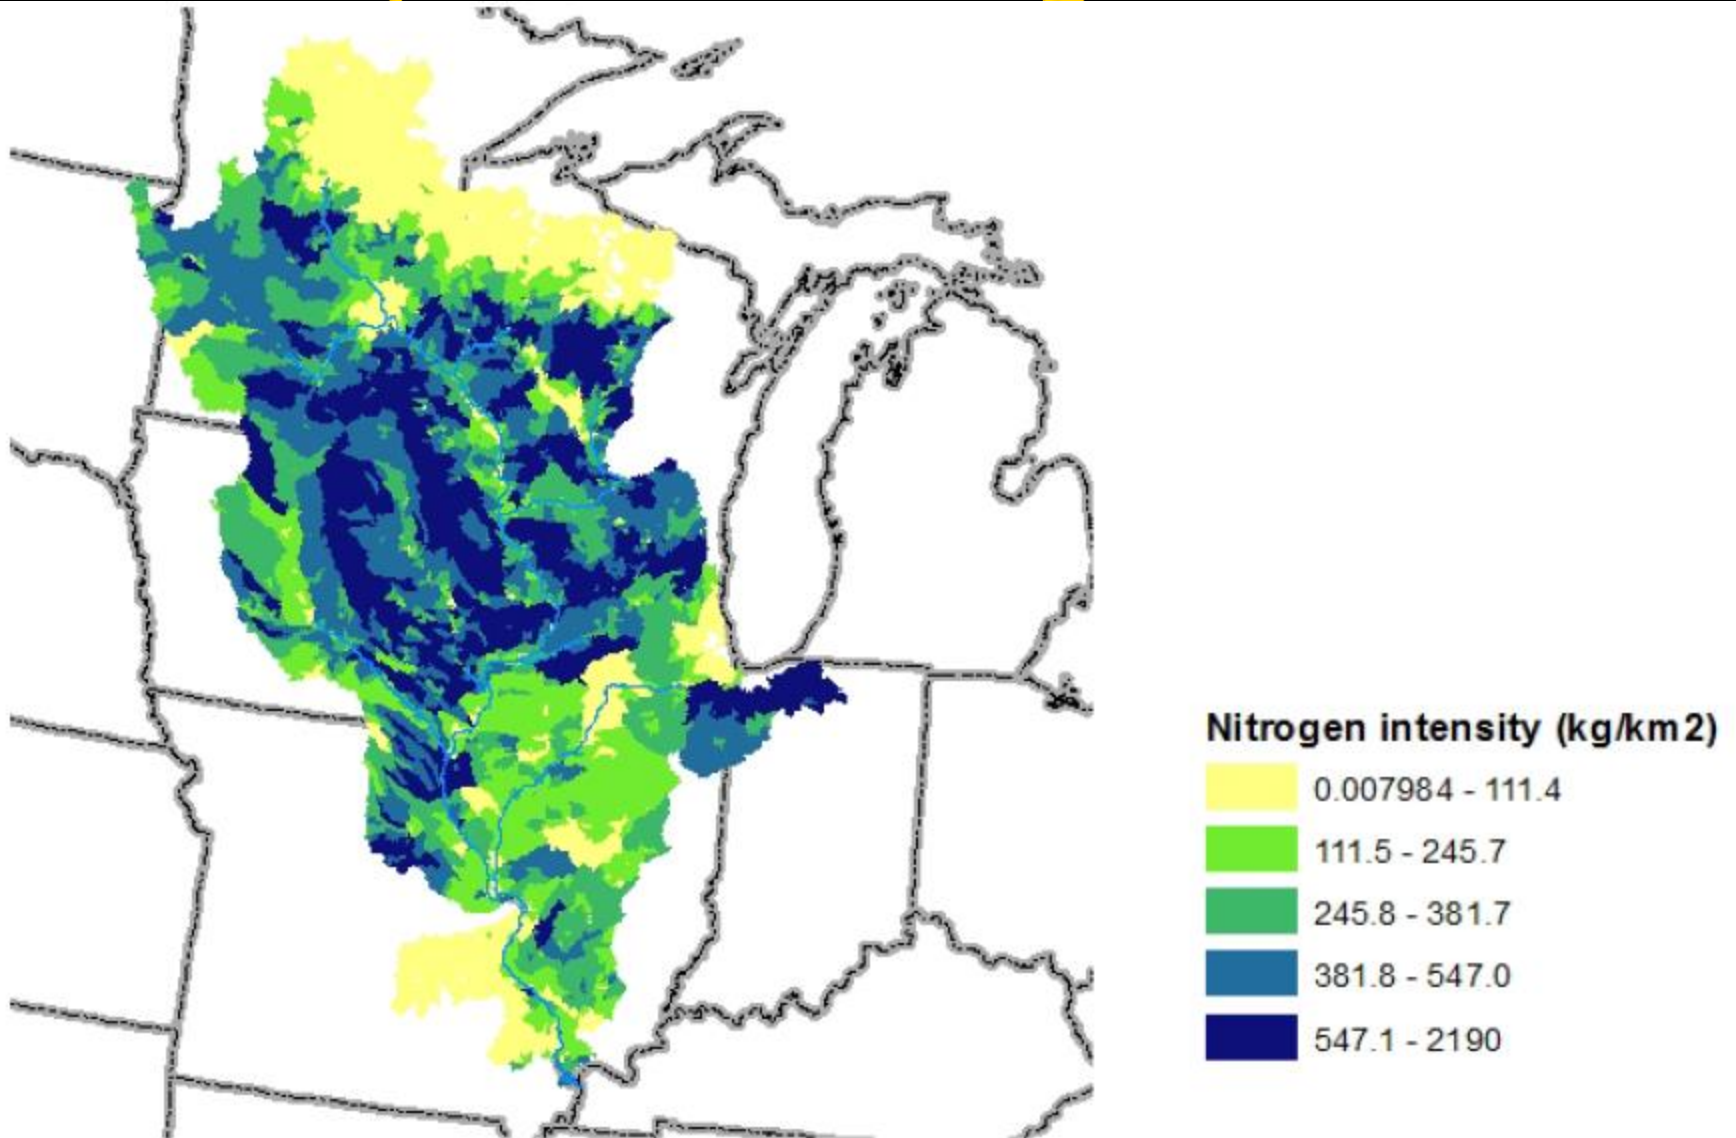 Nitrogen intensity (kg/km2)
0.007984 - 111.4
111.5 - 245.7
245.8 - 381.7
381.8 - 547.0
547.1 - 2190